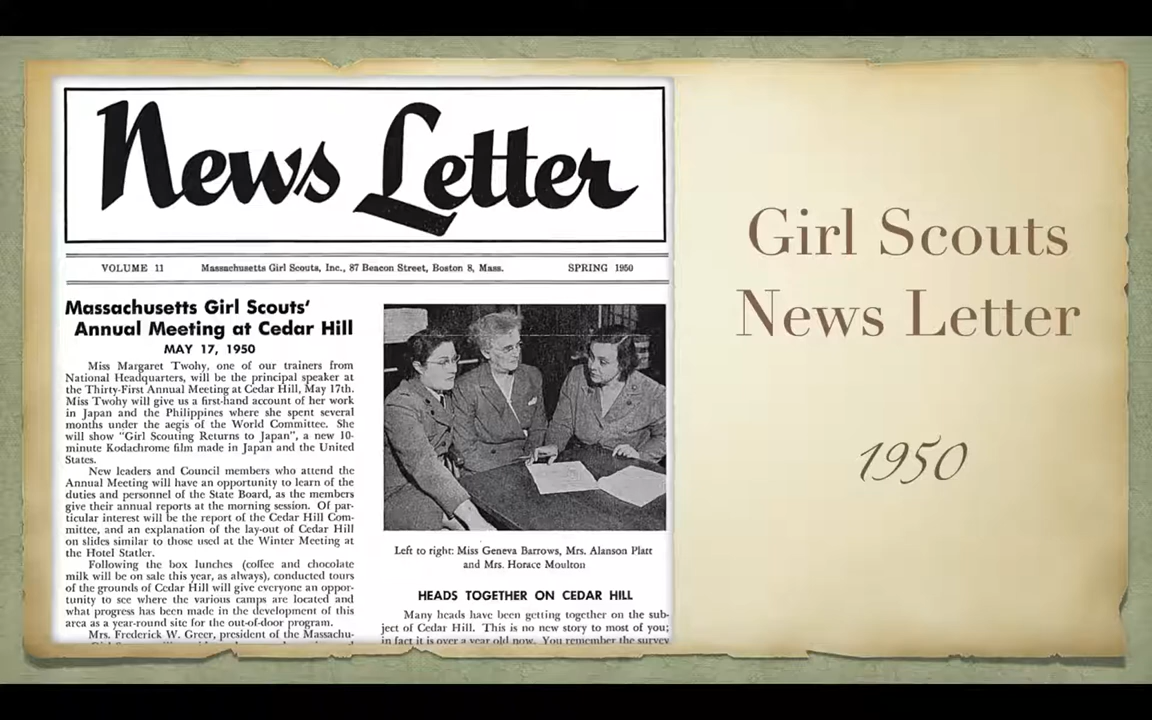 News Letter
VOLUME 11 Massachusetts Girl Scouts, Inc., 87 Beacon Street, Boston 8, Mass. SPRING 1950
Massachusetts Girl Scouts'
Annual Meeting at Cedar Hill
MAY 17, 1950
Miss Margaret Twohy, one of our trainers from
National Headquarters, will be the principal speaker at
the Thirty-First Annual Meeting at Cedar Hill, May 17th.
Miss Twohy will give us a first-hand account of her work
in Japan and the Philippines where she spent several
months under the aegis of the World Committee. She
will show "Girl Scouting Returns to Japan", a new 10-
minute Kodachrome film made in Japan and the United
States.
New leaders and Council members who attend the
Annual Meeting will have an opportunity to learn of the
duties and personnel of the State Board, as the members
give their annual reports at the morning session. Of par-
ticular interest will be the report of the Cedar Hill Com-
mittee, and an explanation of the lay-out of Cedar Hill
on slides similar to those used at the Winter Meeting at
the Hotel Statler.
Following the box lunches (coffee and chocolate
milk will be on sale this year, as always), conducted tours
of the grounds of Cedar Hill will give everyone an oppor-
tunity to see where the various camps are located and
what progress has been made in the development of this
area as a year-round site for the out-of-door program.
Mrs. Frederick W. Greer, president of the Massachu-
Left to right: Miss Geneva Barrows, Mrs. Alanson Platt
and Mrs. Horace Moulton
HEADS TOGETHER ON CEDAR HILL
Many heads have been getting together on the sub-
ject of Cedar Hill. This is no new story to most of you;
in fact it is over a year old now. You remember the survey
Girl Scouts
News Letter
1950